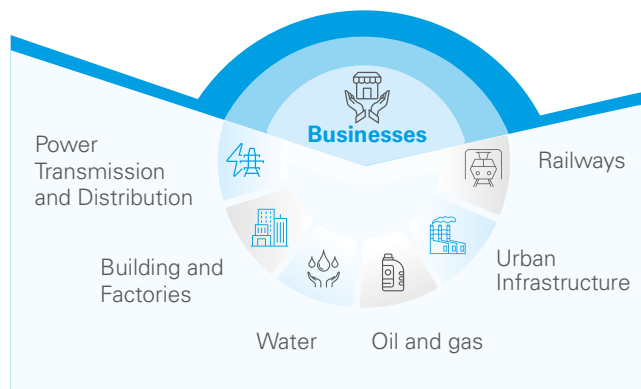 Businesses
Power
Transmission
and Distribution
Building and
Factories
Water
Oil and gas
Urban
Infrastructure
Railways